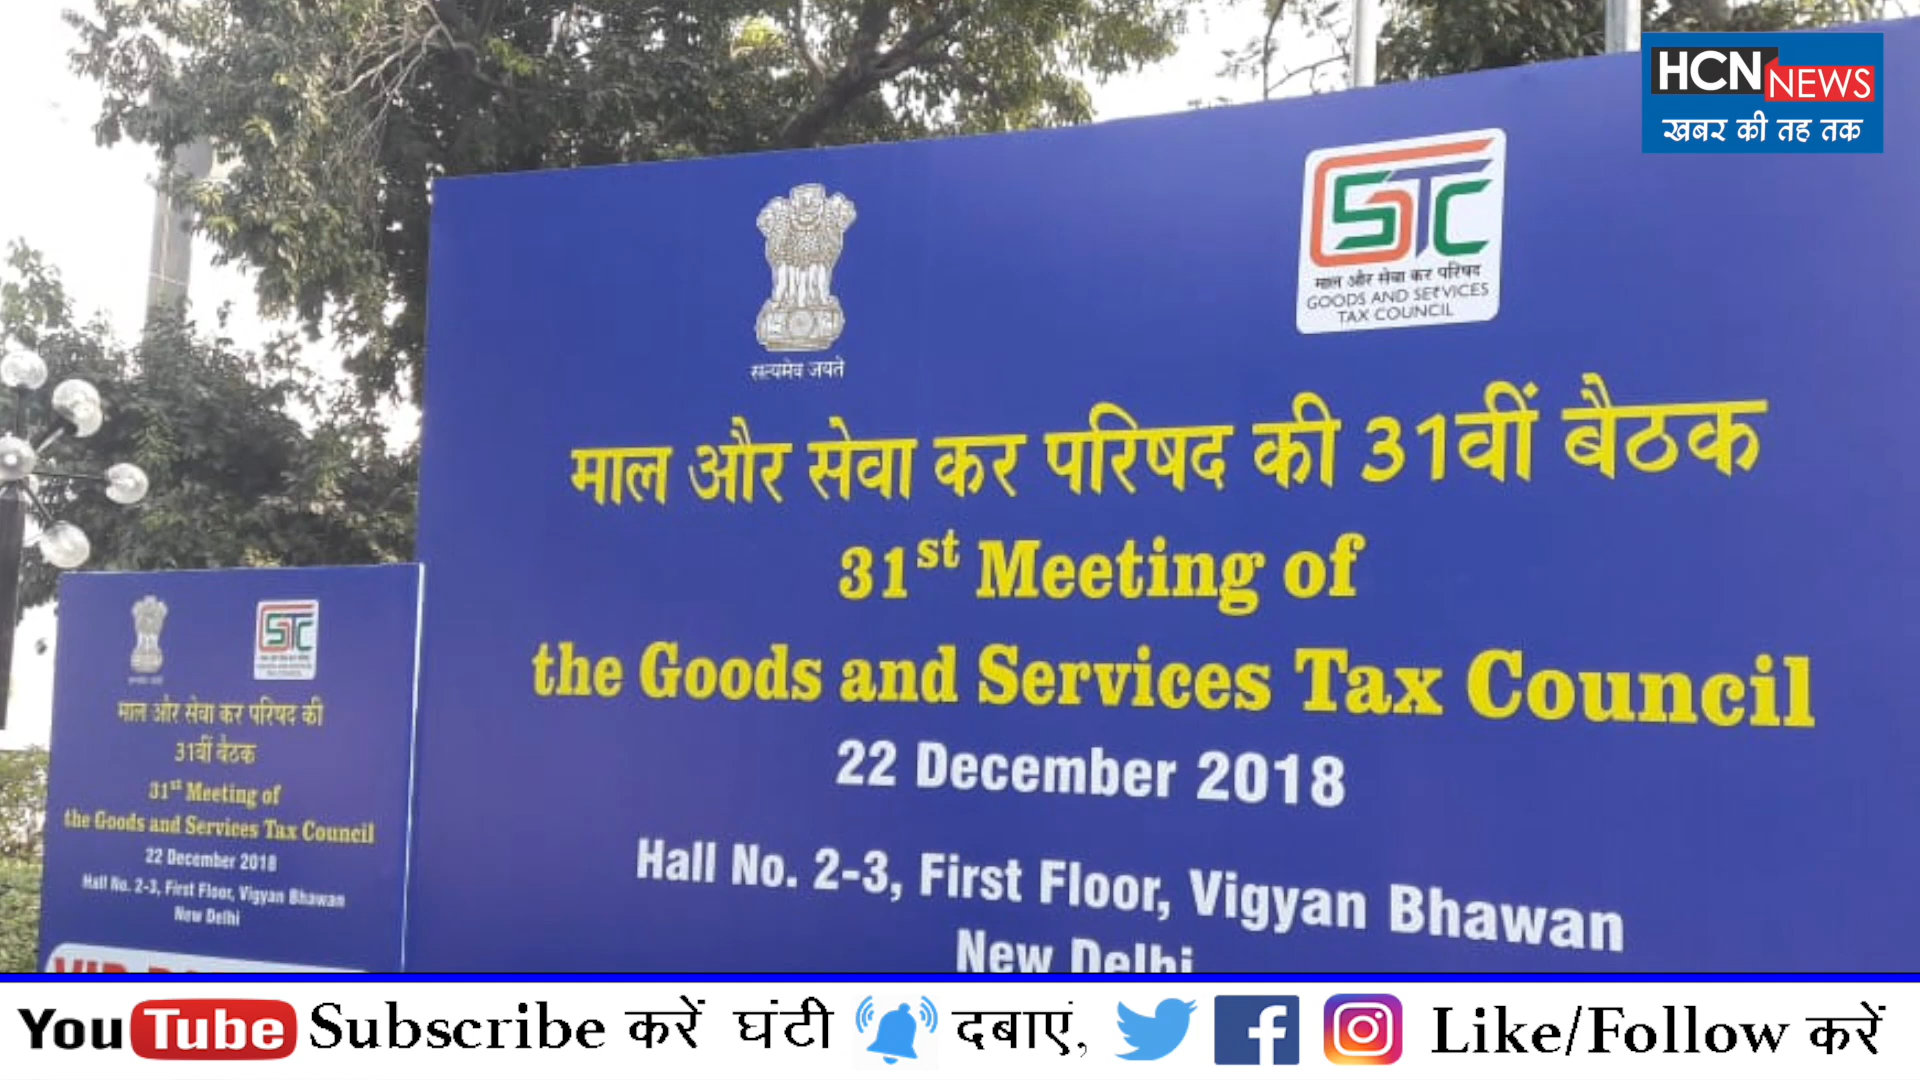 HCN NEWS
खबर की तह तक
सत्यमेव जयते
GSTC
माल और सेवा कर परिषद
GOODS AND SERVICES
TAX COUNCIL
माल और सेवा कर परिषद की 31वीं बैठक
31st Meeting of
the Goods and Services Tax Council
22 December 2018
Hall No. 2-3, First Floor, Vigyan Bhawan
New Delhi
GSTC
माल और सेवा कर परिषद की
31वीं बैठक
31st Meeting of
the Goods and Services Tax Council
22 December 2018
Hall No. 2-3, First Floor, Vigyan Bhawan
New Delhi
YouTube Subscribe करें घंटी दबाएं, Like/Follow करें